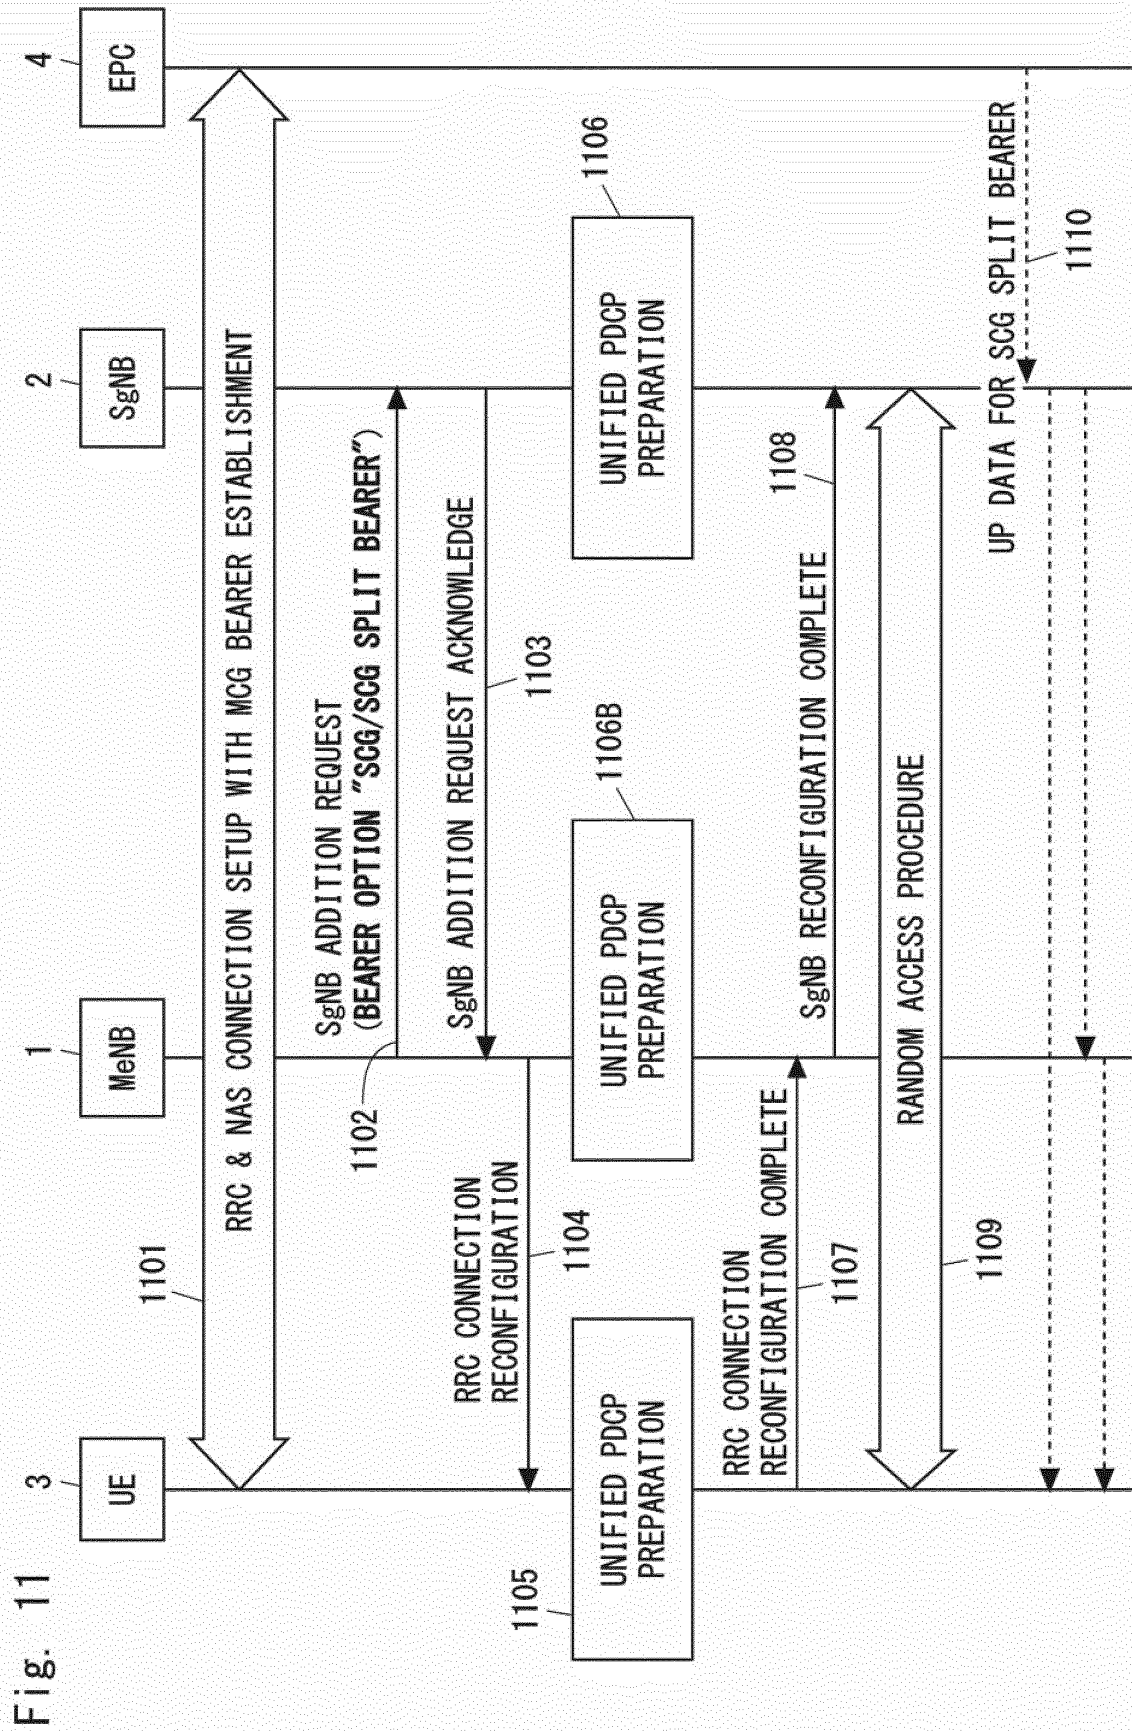 Fig. 11
3
1
2
4
UE
MeNB
SgNB
EPC
1101
RRC & NAS CONNECTION SETUP WITH MCG BEARER ESTABLISHMENT
SgNB ADDITION REQUEST
(BEARER OPTION "SCG/SCG SPLIT BEARER")
1102
SgNB ADDITION REQUEST ACKNOWLEDGE
1103
RRC CONNECTION
RECONFIGURATION
1104
1105
UNIFIED PDCP
PREPARATION
1106B
UNIFIED PDCP
PREPARATION
1106
UNIFIED PDCP
PREPARATION
RRC CONNECTION
RECONFIGURATION COMPLETE
1107
SgNB RECONFIGURATION COMPLETE
1108
RANDOM ACCESS PROCEDURE
1109
UP DATA FOR SCG SPLIT BEARER
1110